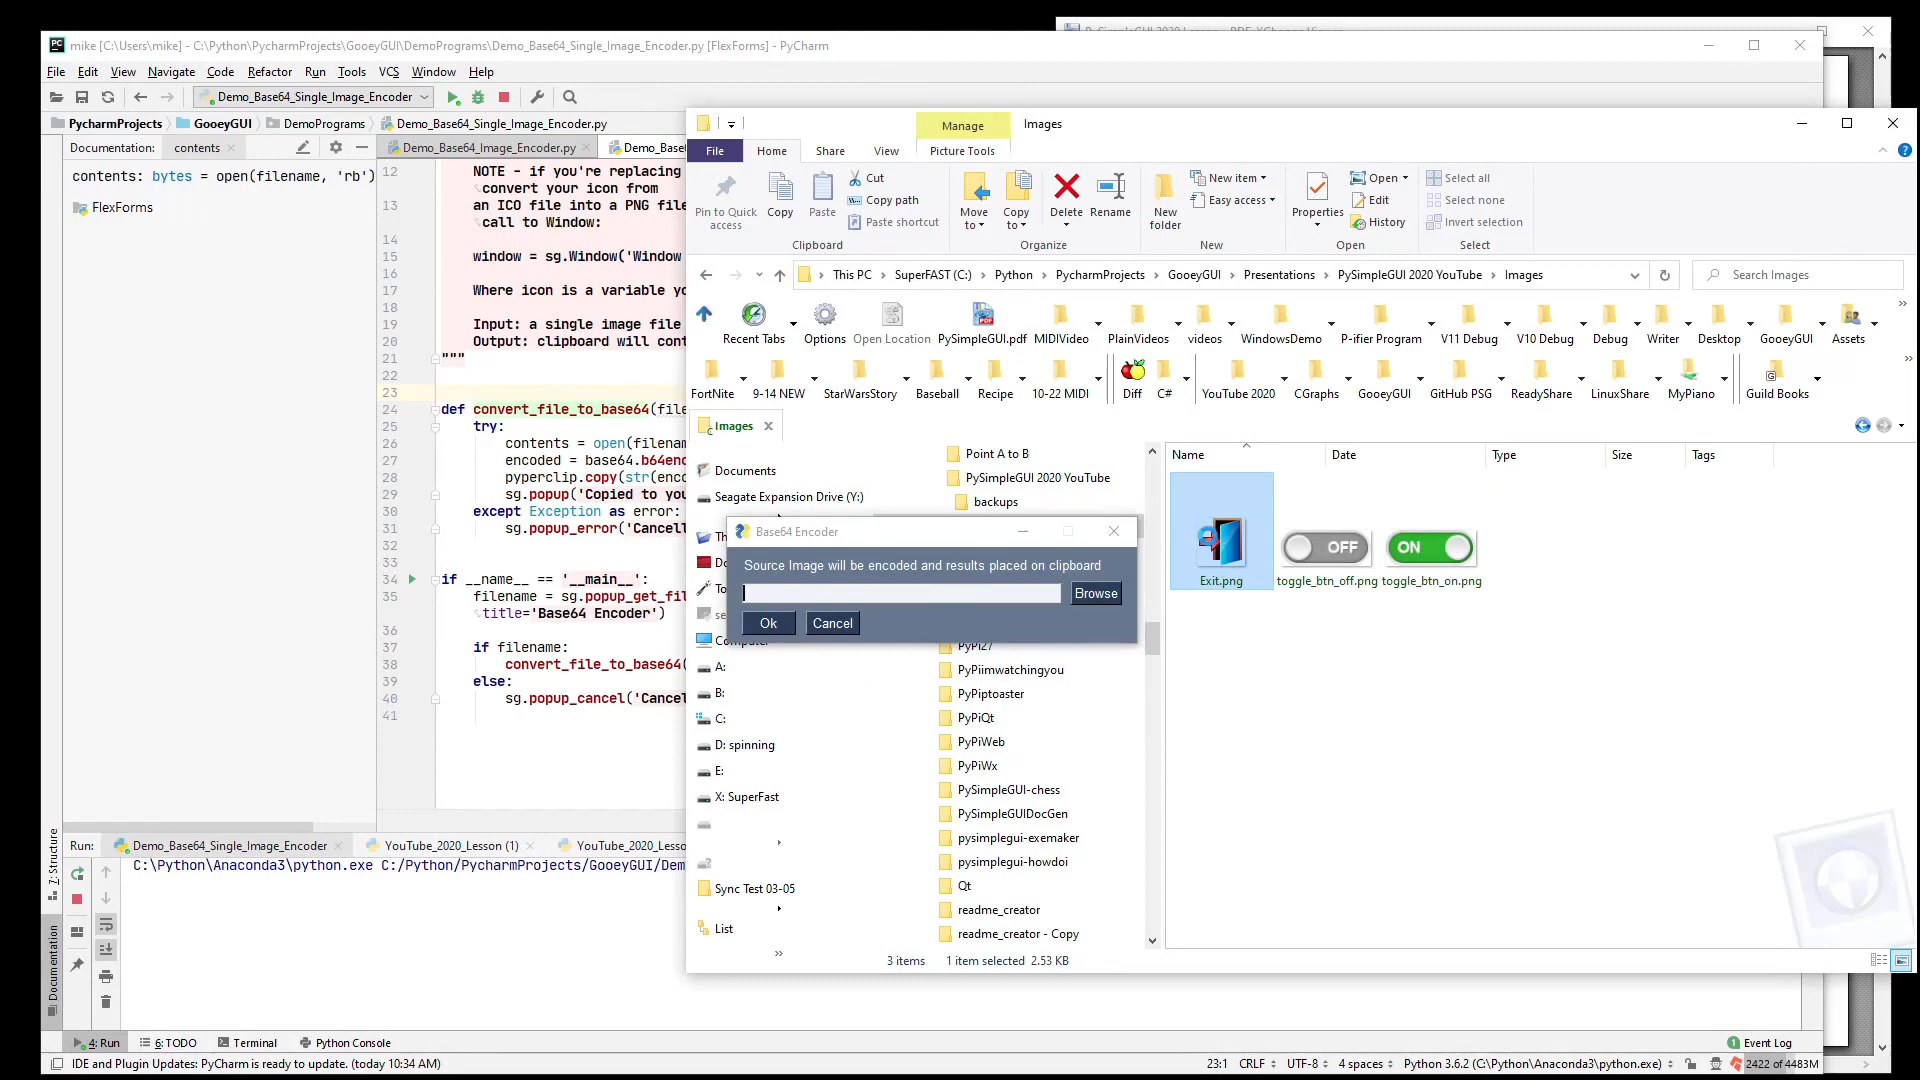 mike [C:\Users\mike] - C:\Python\PycharmProjects\GooeyGUI\DemoPrograms\Demo_Base64_Single_Image_Encoder.py [FlexForms] - PyCharm
File Edit View Navigate Code Refactor Run Tools VCS Window Help
Demo_Base64_Single_Image_Encoder
PycharmProjects GooeyGUI DemoPrograms Demo_Base64_Single_Image_Encoder.py
Documentation: contents
Demo_Base64_Image_Encoder.py Demo_Bas
contents: bytes = open(filename, 'rb')
FlexForms
12 NOTE - if you're replacing
convert your icon from
13 an ICO file into a PNG file
call to Window:
14
15 window = sg.Window('Window
16
17 Where icon is a variable yo
18
19 Input: a single image file
20 Output: clipboard will cont
21 """
22
23
24 def convert_file_to_base64(file
25 try:
26 contents = open(filenam
27 encoded = base64.b64enc
28 pyperclip.copy(str(enco
29 sg.popup('Copied to you
30 except Exception as error:
31 sg.popup_error('Cancell
32
33
34 if __name__ == '__main__':
35 filename = sg.popup_get_fil
title='Base64 Encoder')
36
37 if filename:
38 convert_file_to_base64(
39 else:
40 sg.popup_cancel('Cancel
41
Manage Images
File Home Share View Picture Tools
Pin to Quick access
Copy
Paste
Cut
Copy path
Paste shortcut
Move to
Copy to
Delete
Rename
New folder
New item
Easy access
Properties
Open
Edit
History
Select all
Select none
Invert selection
Clipboard Organize New Open Select
This PC › SuperFAST (C:) › Python › PycharmProjects › GooeyGUI › Presentations › PySimpleGUI 2020 YouTube › Images
Search Images
Recent Tabs Options Open Location PySimpleGUI.pdf MIDIVideo PlainVideos videos WindowsDemo P-ifier Program V11 Debug V10 Debug Debug Writer Desktop GooeyGUI Assets
FortNite 9-14 NEW StarWarsStory Baseball Recipe 10-22 MIDI Diff C# YouTube 2020 CGraphs GooeyGUI GitHub PSG ReadyShare LinuxShare MyPiano Guild Books
Images
Documents
Seagate Expansion Drive (Y:)
A:
B:
C:
D: spinning
E:
X: SuperFast
Sync Test 03-05
List
Point A to B
PySimpleGUI 2020 YouTube
backups
PyPi27
PyPiimwatchingyou
PyPiptoaster
PyPiQt
PyPiWeb
PyPiWx
PySimpleGUI-chess
PySimpleGUIDocGen
pysimplegui-exemaker
pysimplegui-howdoi
Qt
readme_creator
readme_creator - Copy
Name Date Type Size Tags
OFF ON
Exit.png toggle_btn_off.png toggle_btn_on.png
Base64 Encoder
Source Image will be encoded and results placed on clipboard
Browse
Ok Cancel
3 items 1 item selected 2.53 KB
Run: Demo_Base64_Single_Image_Encoder YouTube_2020_Lesson (1) YouTube_2020_Lesso
C:\Python\Anaconda3\python.exe C:/Python/PycharmProjects/GooeyGUI/Dem
7: Structure
Documentation
4: Run 6: TODO Terminal Python Console
1 Event Log
IDE and Plugin Updates: PyCharm is ready to update. (today 10:34 AM)
23:1 CRLF UTF-8 4 spaces Python 3.6.2 (C:\Python\Anaconda3\python.exe) 2422 of 4483M